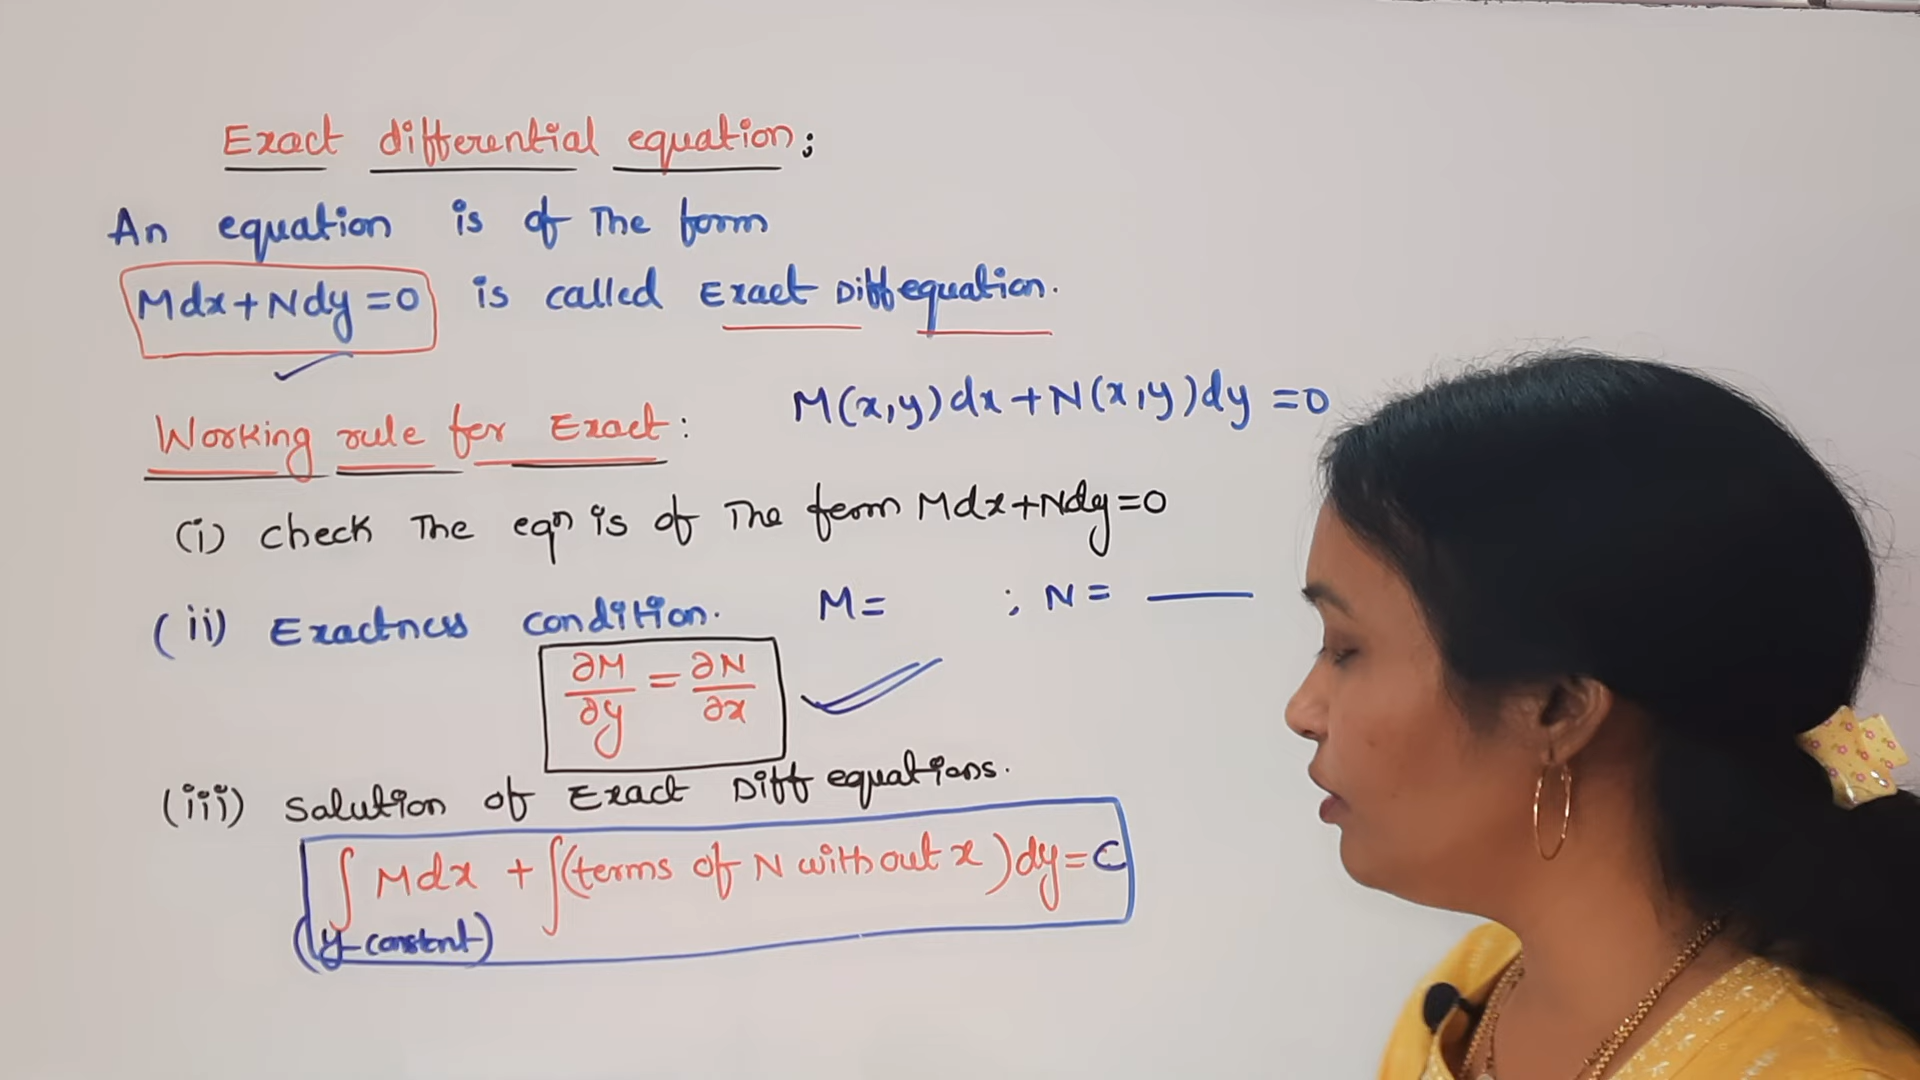 Exact differential equation:
An equation is of The form
Mdx+Ndy=0 is called Exact Diff equation.
M(x,y)dx+N(x,y)dy=0
Working rule for Exact:
(i) check The eqn is of The form Mdx+Ndy=0
(ii) Exactness condition. M= ; N= ___
∂M/∂y = ∂N/∂x
(iii) Solution of Exact Diff equations.
∫Mdx + ∫(terms of N without x)dy=C
(y-constant)